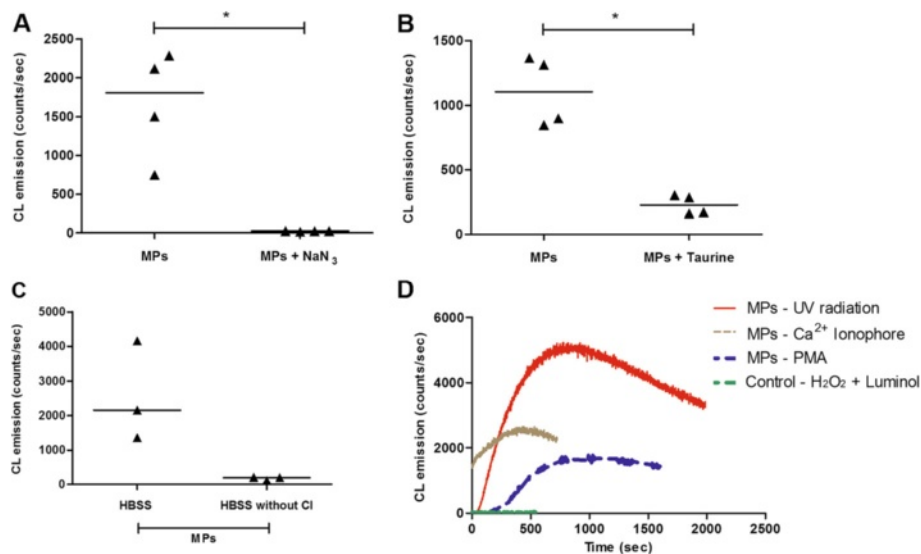 A
*
CL emission (counts/sec)
2500
2000
1500
1000
500
0
MPs
MPs + NaN3
B
*
CL emission (counts/sec)
1500
1000
500
0
MPs
MPs + Taurine
C
CL emission (counts/sec)
5000
4000
3000
2000
1000
0
HBSS
HBSS without Cl
MPs
D
MPs - UV radiation
MPs - Ca2+ Ionophore
MPs - PMA
Control - H2O2 + Luminol
CL emission (counts/sec)
6000
4000
2000
0
0
500
1000
1500
2000
2500
Time (sec)